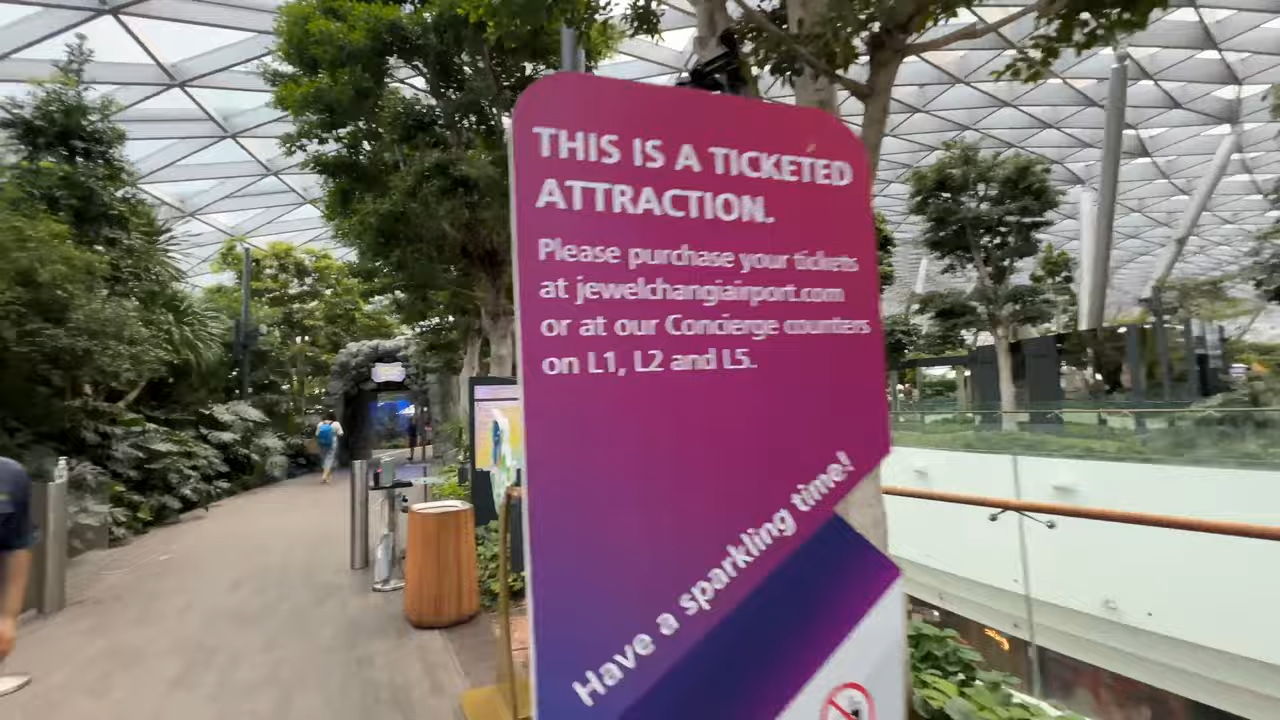 THIS IS A TICKETED
ATTRACTION.
Please purchase your tickets
at jewelchangiairport.com
or at our Concierge counters
on L1, L2 and L5.
Have a sparkling time!